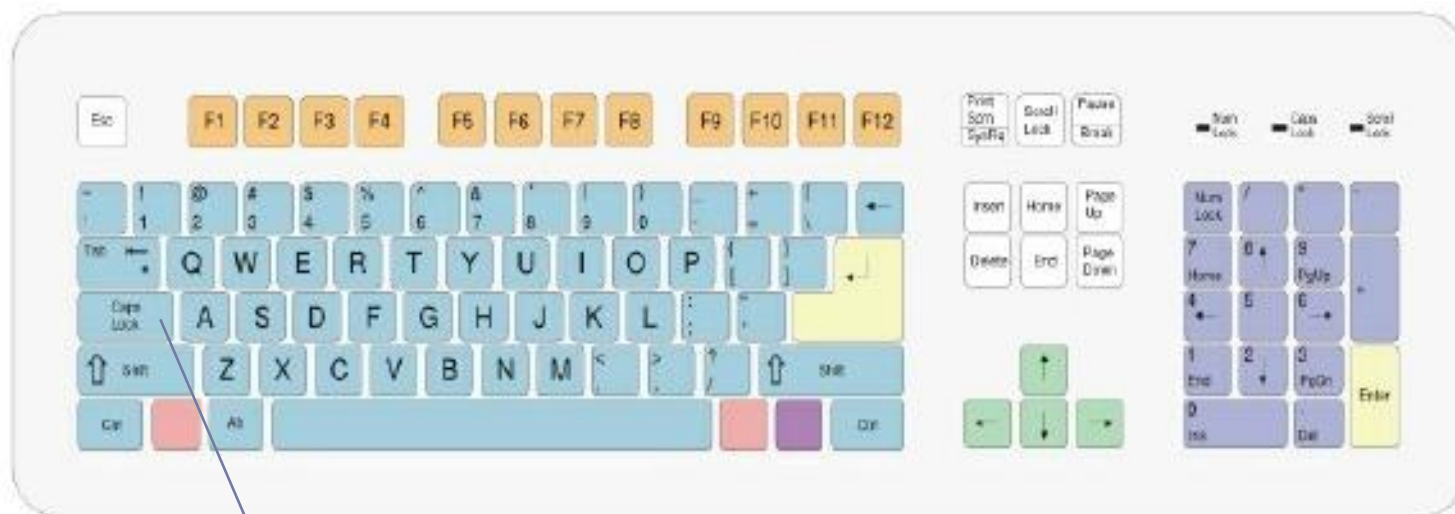 Esc F1 F2 F3 F4 F5 F6 F7 F8 F9 F10 F11 F12
Print
Scrn
SysRq
Scroll
Lock
Pause
Break
Num
Lock
Caps
Lock
Scroll
Lock
~ ! @ # $ % ^ & * ( ) _ + |
` 1 2 3 4 5 6 7 8 9 0 - = \ ←
Insert Home Page
Up
Num
Lock
/ * -
Tab Q W E R T Y U I O P { }
[ ]
Delete End Page
Down
7
Home
8 ▲
9
PgUp
+
Caps
Lock
A S D F G H J K L :
;
"
'
4
←
5
6
→
⇧ Shift Z X C V B N M < > ?
, . /
⇧ Shift
↑
1
End
2
▼
3
PgDn
Enter
Ctrl Alt Ctrl
← ↓ →
0
Ins
.
Del